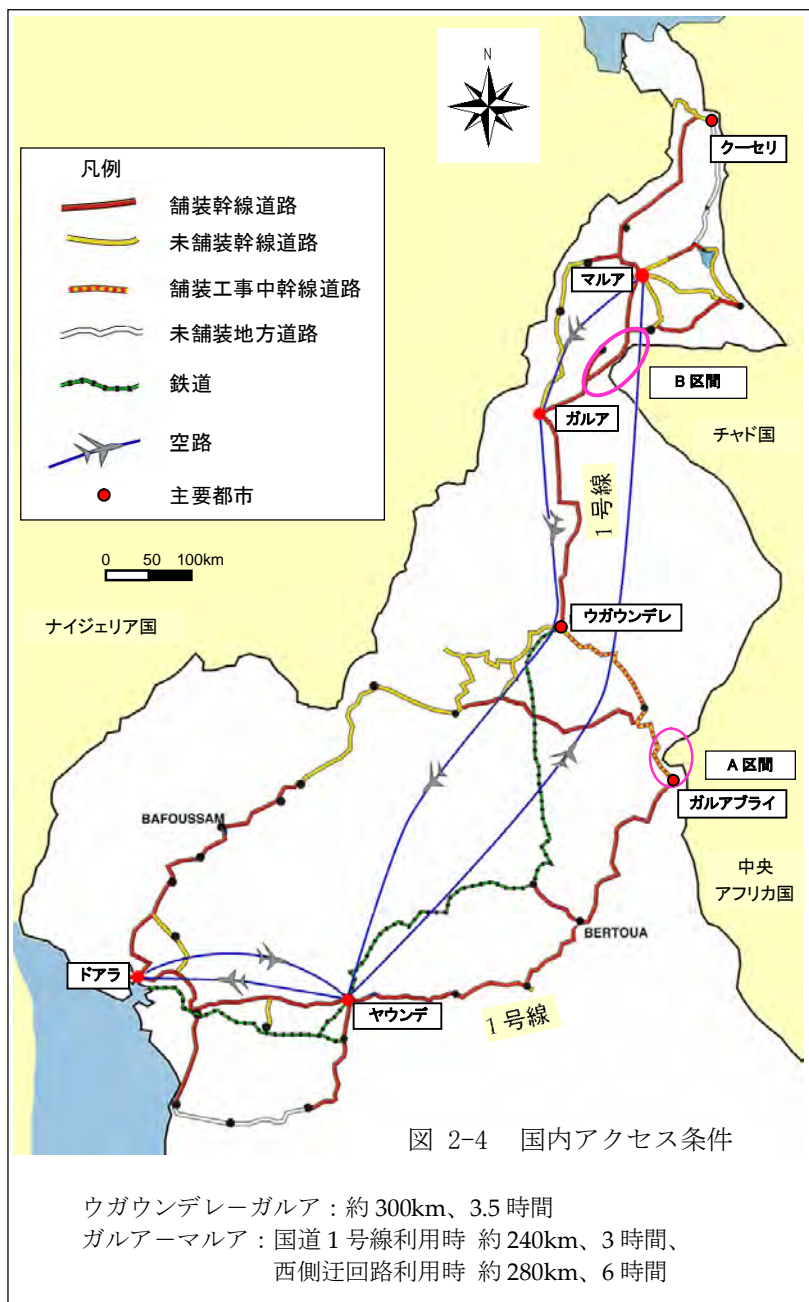 N
凡例
舗装幹線道路
未舗装幹線道路
舗装工事中幹線道路
未舗装地方道路
鉄道
空路
主要都市
0 50 100km
クーセリ
マルア
B 区間
ガルア
チャド国
1 号線
ナイジェリア国
ウガウンデレ
A 区間
ガルアブライ
BAFOUSSAM
中央
アフリカ国
BERTOUA
ドアラ
ヤウンデ
1 号線
図 2-4 国内アクセス条件
ウガウンデレーガルア：約 300km、3.5 時間
ガルアーマルア：国道 1 号線利用時 約 240km、3 時間、
西側迂回路利用時 約 280km、6 時間